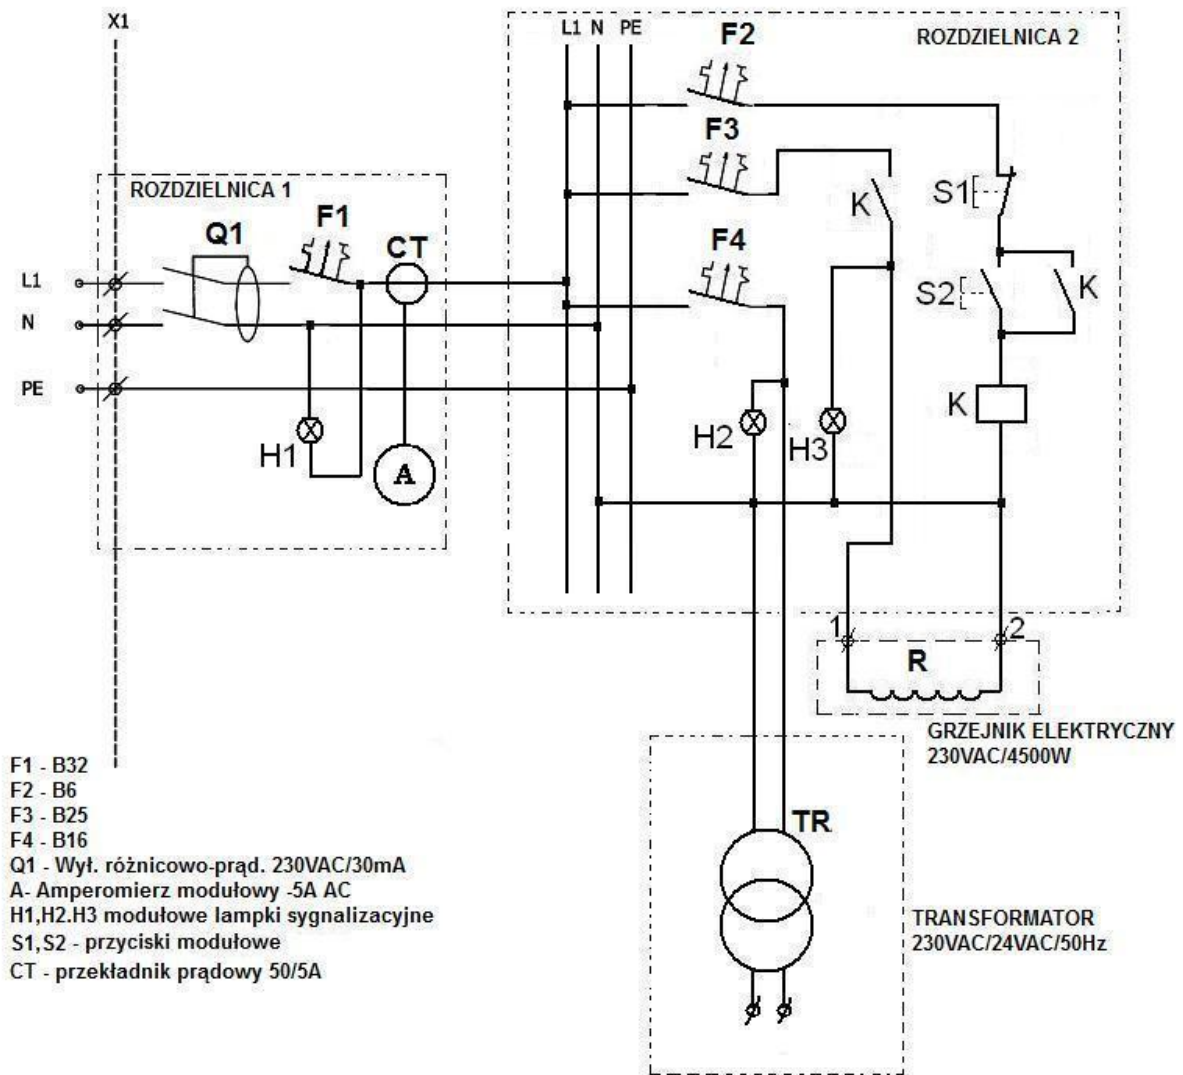 X1
L1 N PE
F2
ROZDZIELNICA 2
F3
S1
K
ROZDZIELNICA 1
Q1
F1
CT
F4
L1
S2
K
N
PE
K
H1
A
H2
H3
1
2
R
GRZEJNIK ELEKTRYCZNY
230VAC/4500W
F1 - B32
F2 - B6
F3 - B25
F4 - B16
Q1 - Wył. różnicowo-prąd. 230VAC/30mA
A- Amperomierz modułowy -5A AC
H1,H2.H3 modułowe lampki sygnalizacyjne
S1,S2 - przyciski modułowe
CT - przekładnik prądowy 50/5A
TR
TRANSFORMATOR
230VAC/24VAC/50Hz